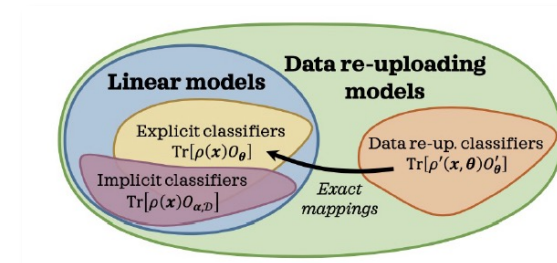 Linear models
Data re-uploading
models
Explicit classifiers
Tr[ρ(x)O_θ]
Data re-up. classifiers
Tr[ρ′(x, θ)O′_θ]
Implicit classifiers
Tr[ρ(x)O_{α,𝒟}]
Exact
mappings